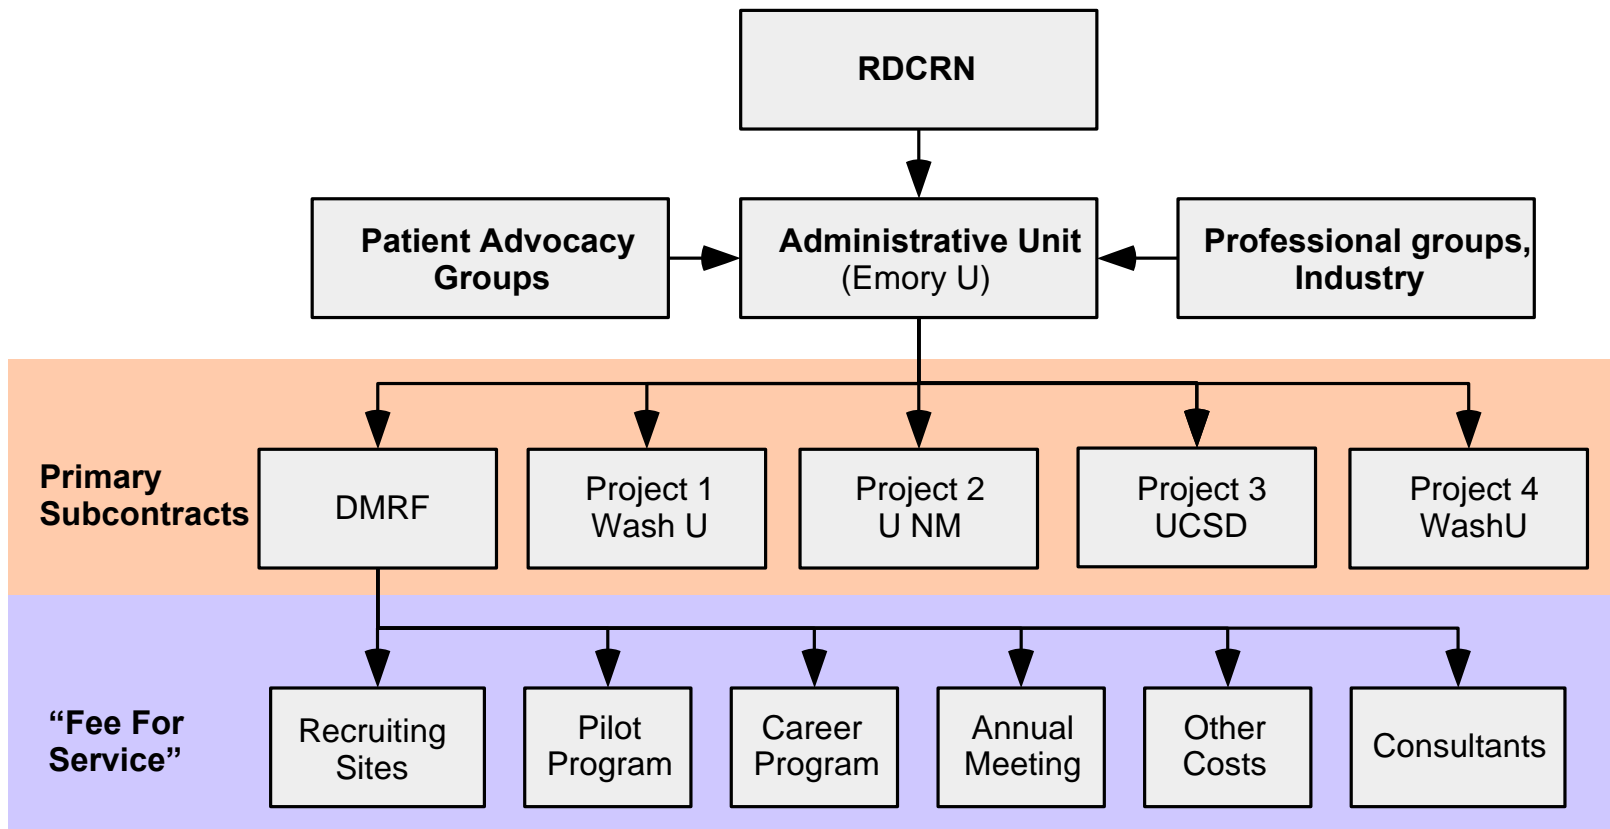 RDCRN
Patient Advocacy
Groups
Administrative Unit
(Emory U)
Professional groups,
Industry
Primary
Subcontracts
DMRF
Project 1
Wash U
Project 2
U NM
Project 3
UCSD
Project 4
WashU
“Fee For
Service”
Recruiting
Sites
Pilot
Program
Career
Program
Annual
Meeting
Other
Costs
Consultants